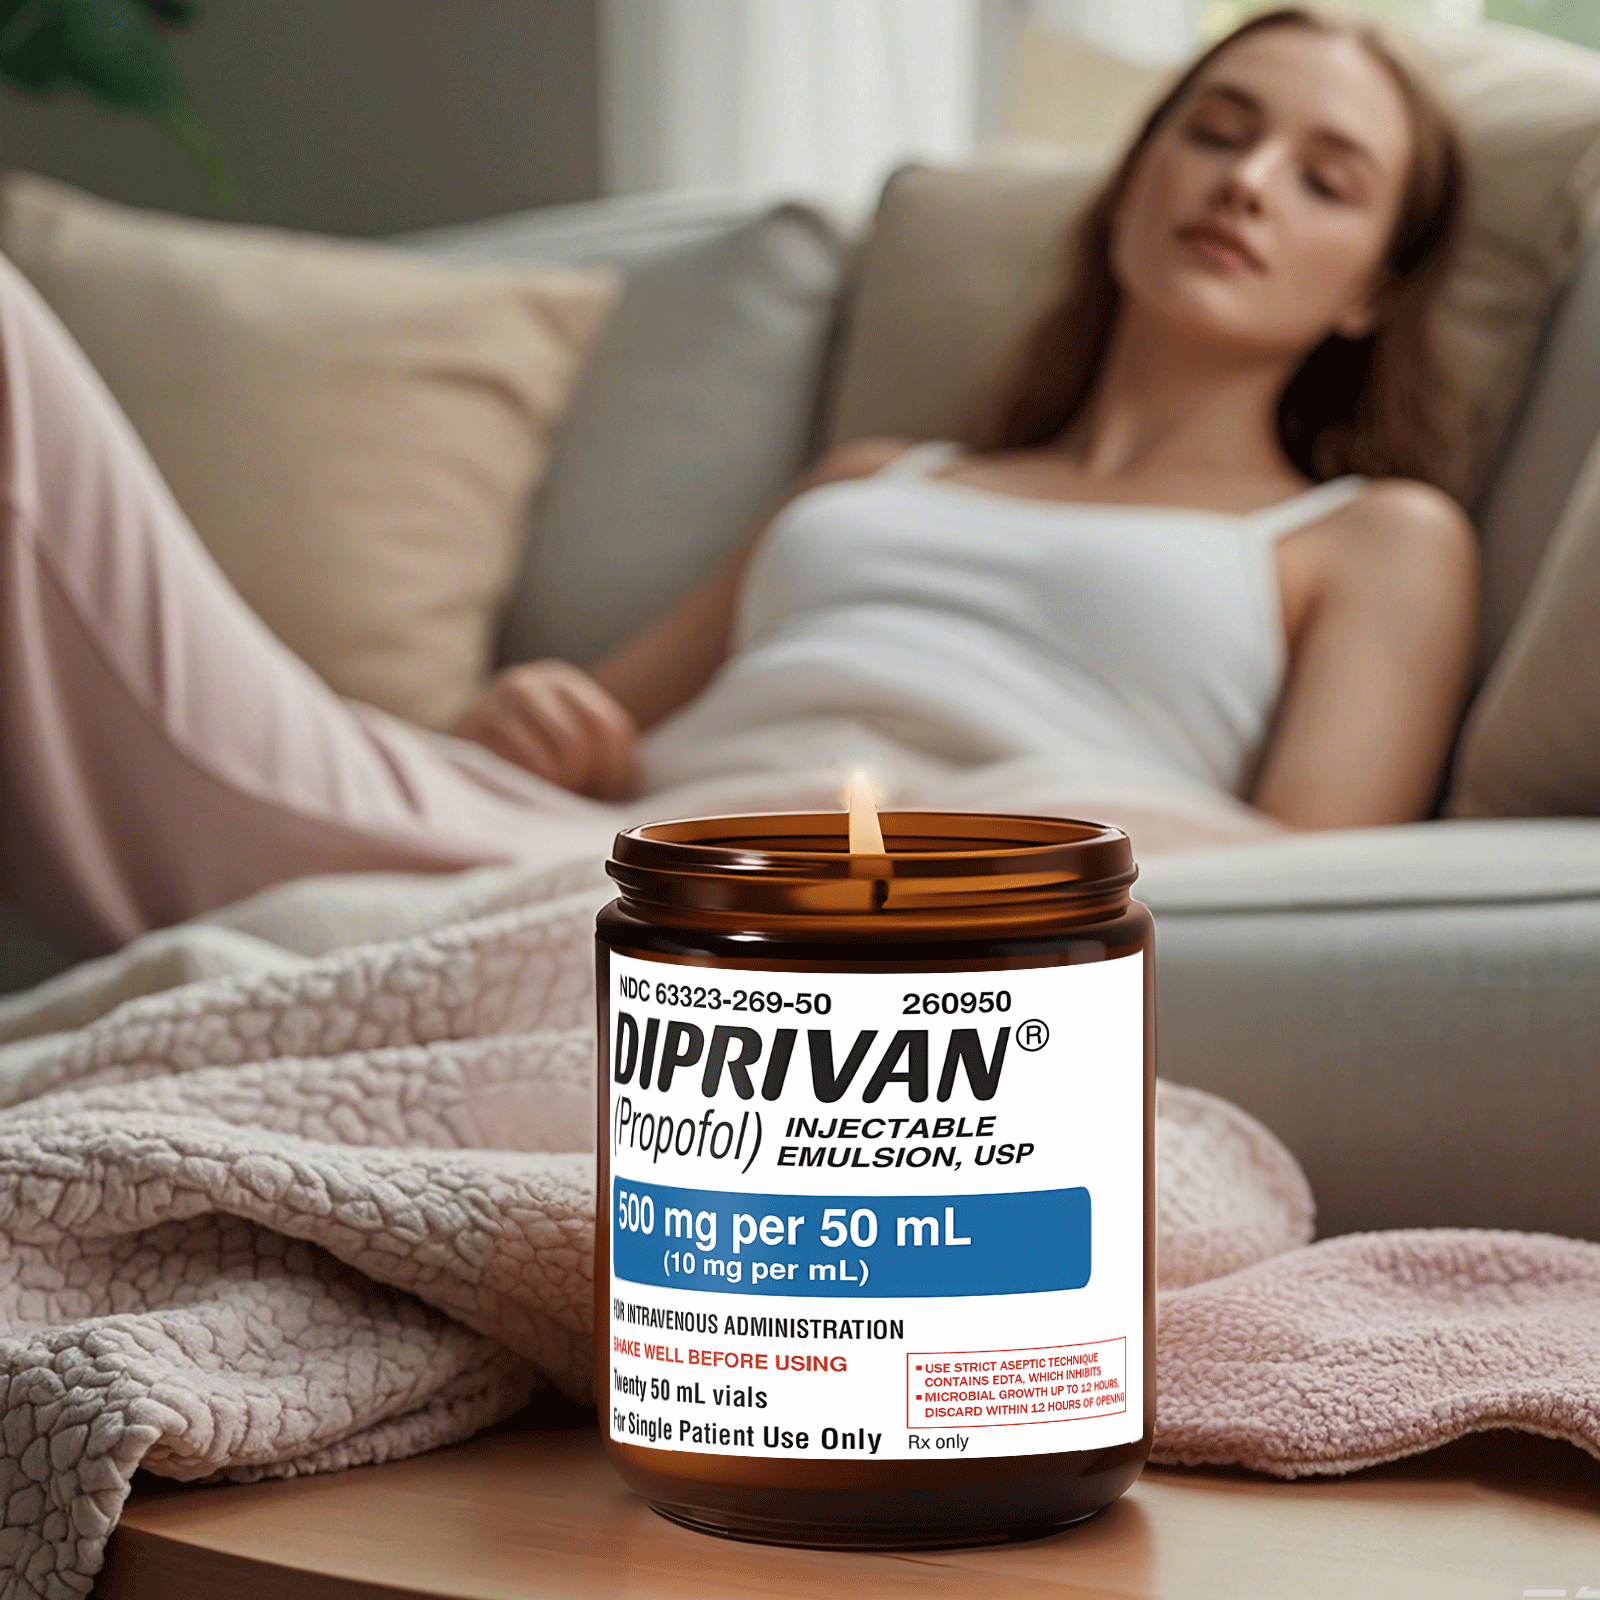 NDC 63323-269-50 260950
DIPRIVAN®
(Propofol) INJECTABLE
EMULSION, USP
500 mg per 50 mL
(10 mg per mL)
FOR INTRAVENOUS ADMINISTRATION
SHAKE WELL BEFORE USING
Twenty 50 mL vials
For Single Patient Use Only
▪ USE STRICT ASEPTIC TECHNIQUE
CONTAINS EDTA, WHICH INHIBITS
▪ MICROBIAL GROWTH UP TO 12 HOURS,
DISCARD WITHIN 12 HOURS OF OPENING
Rx only